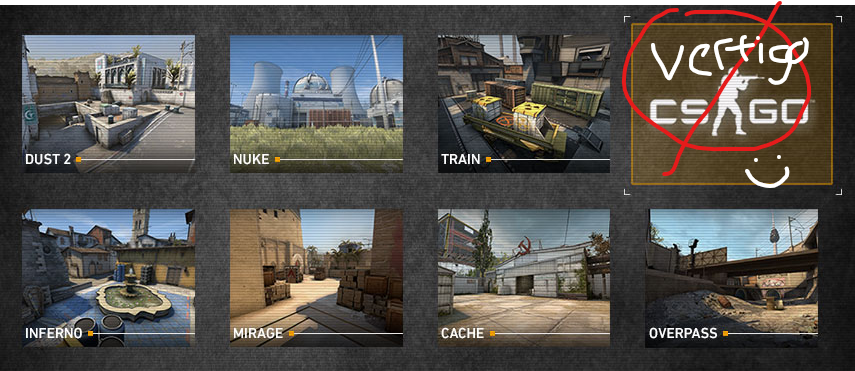 vertigo
CS GO
DUST 2
NUKE
TRAIN
INFERNO
MIRAGE
CACHE
OVERPASS